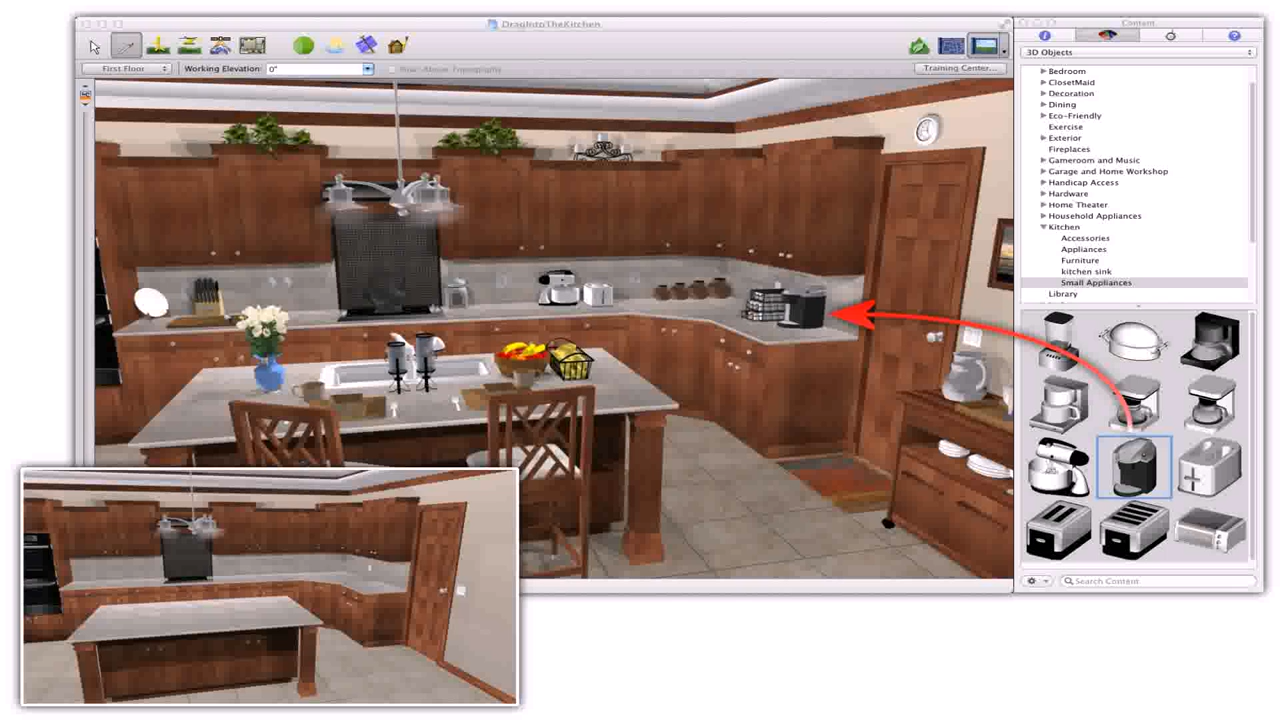 DragIntoTheKitchen
Content
First Floor
Working Elevation: 0"
Training Center...
3D Objects
Bedroom
ClosetMaid
Decoration
Dining
Eco-Friendly
Exercise
Exterior
Fireplaces
Gameroom and Music
Garage and Home Workshop
Handicap Access
Hardware
Home Theater
Household Appliances
Kitchen
Accessories
Appliances
Furniture
kitchen sink
Small Appliances
Library
Search Content